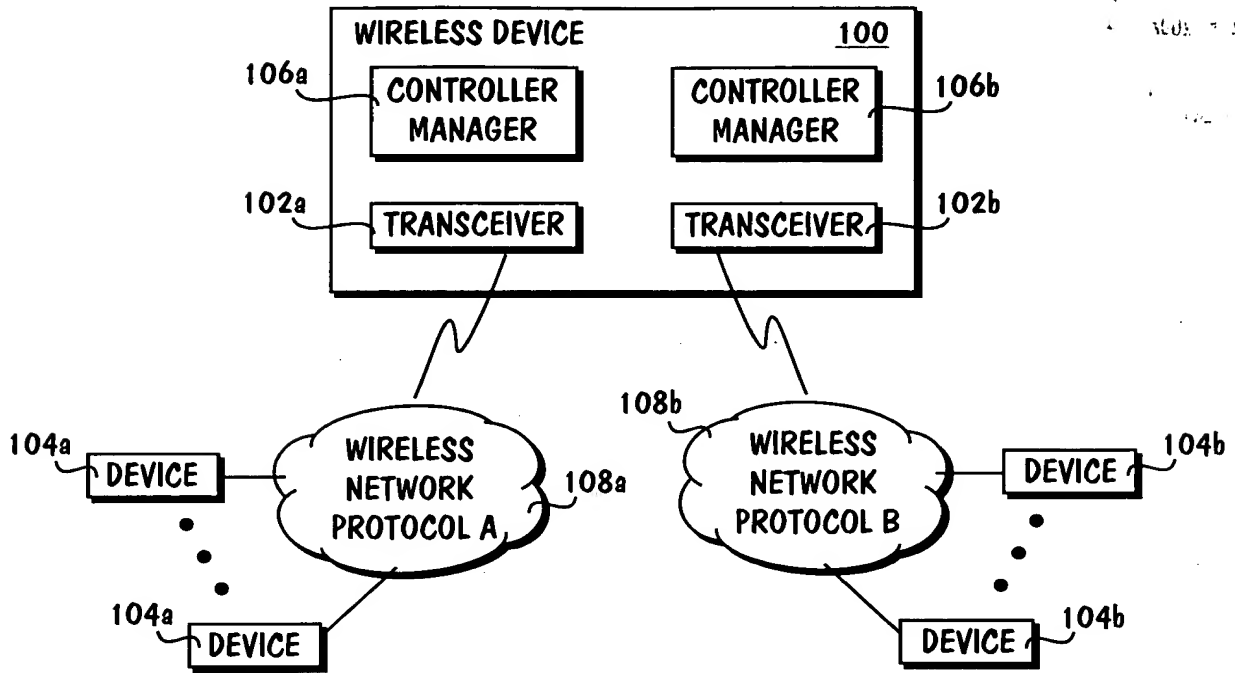 WIRELESS DEVICE 100
106a CONTROLLER MANAGER
CONTROLLER MANAGER 106b
102a TRANSCEIVER
TRANSCEIVER 102b
108b
104a DEVICE
WIRELESS
NETWORK
PROTOCOL A
108a
WIRELESS
NETWORK
PROTOCOL B
DEVICE 104b
104a DEVICE
DEVICE 104b